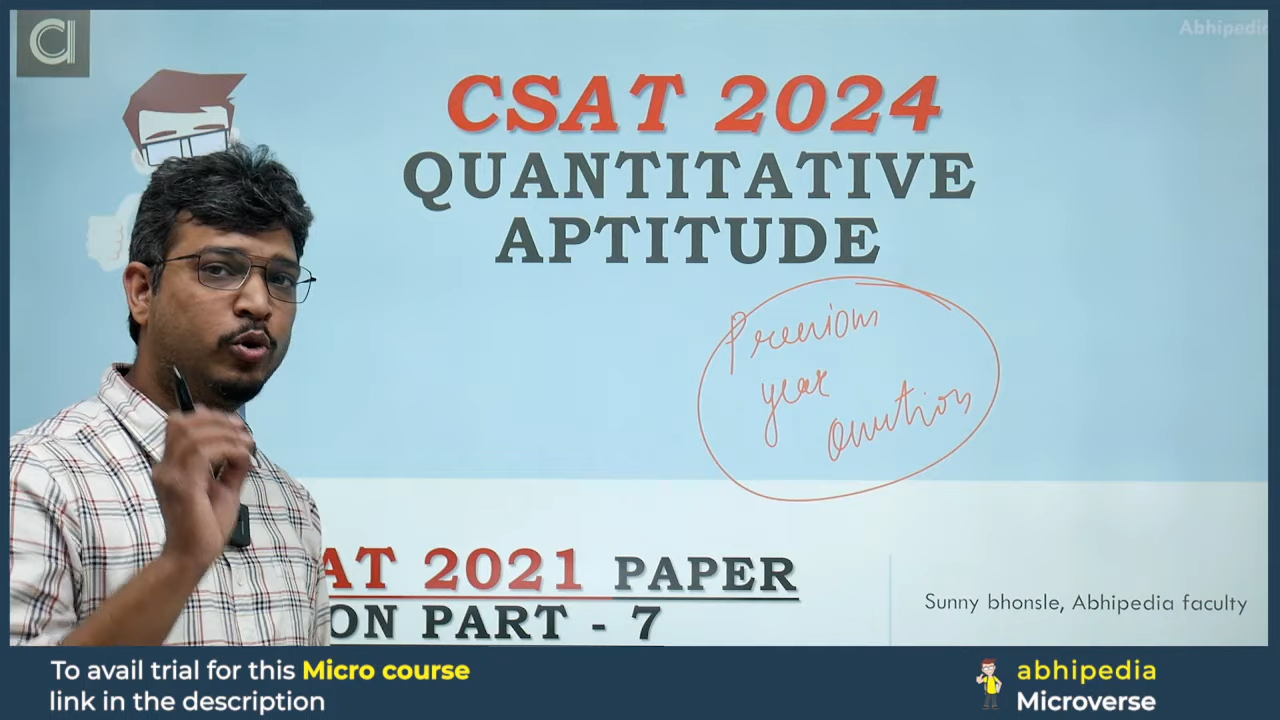 Abhipedia
CSAT 2024
QUANTITATIVE
APTITUDE
Previous
year
Question
AT 2021 PAPER
ON PART - 7
Sunny bhonsle, Abhipedia faculty
To avail trial for this Micro course
link in the description
abhipedia
Microverse